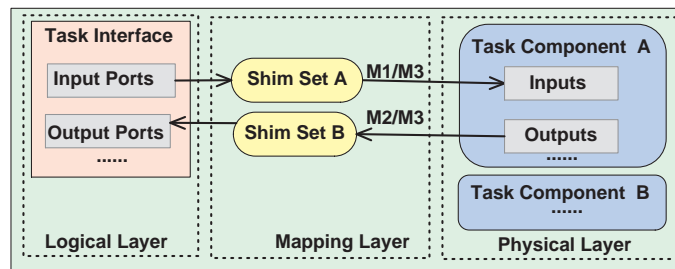 Task Interface
Input Ports
Output Ports
......
Logical Layer
Shim Set A
M1/M3
Shim Set B
M2/M3
Mapping Layer
Task Component A
Inputs
Outputs
......
Task Component B
......
Physical Layer